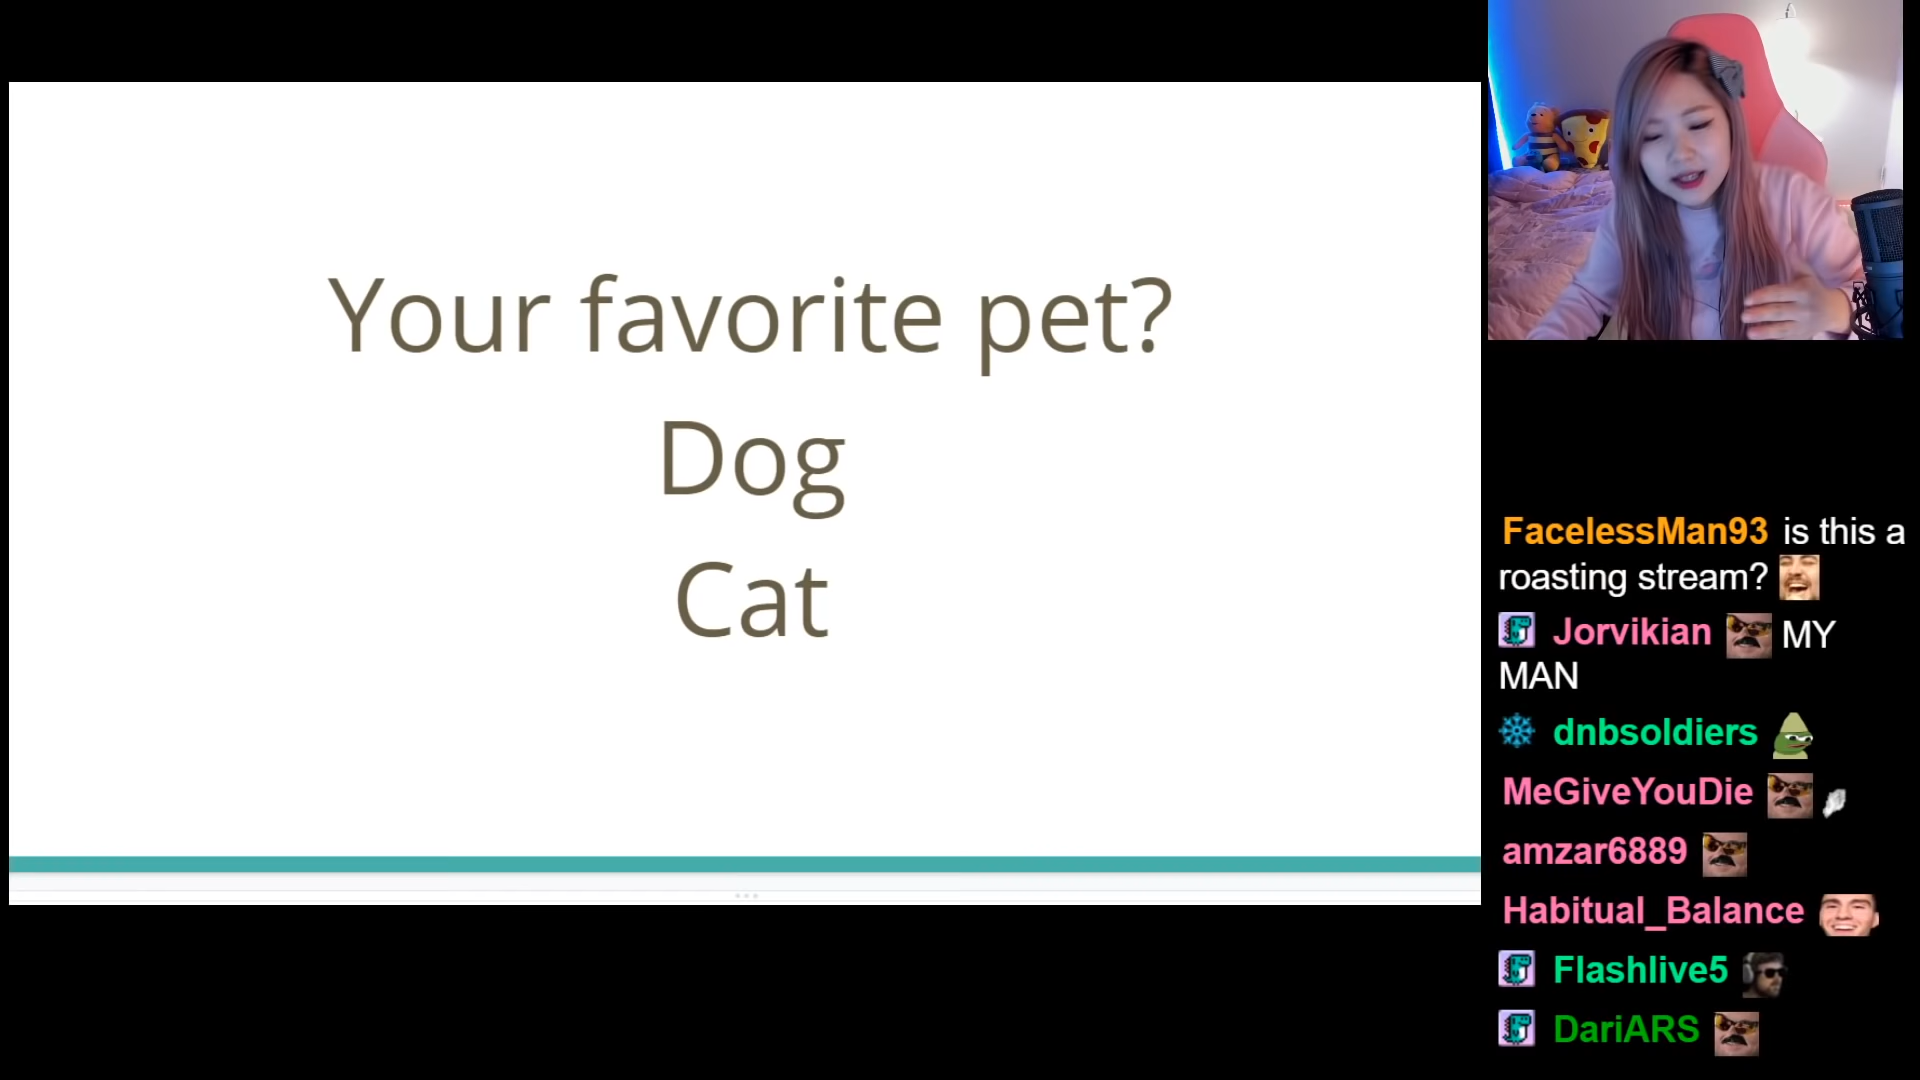 Your favorite pet?
Dog
Cat
FacelessMan93 is this a
roasting stream?
Jorvikian MY
MAN
dnbsoldiers
MeGiveYouDie
amzar6889
Habitual_Balance
Flashlive5
DariARS